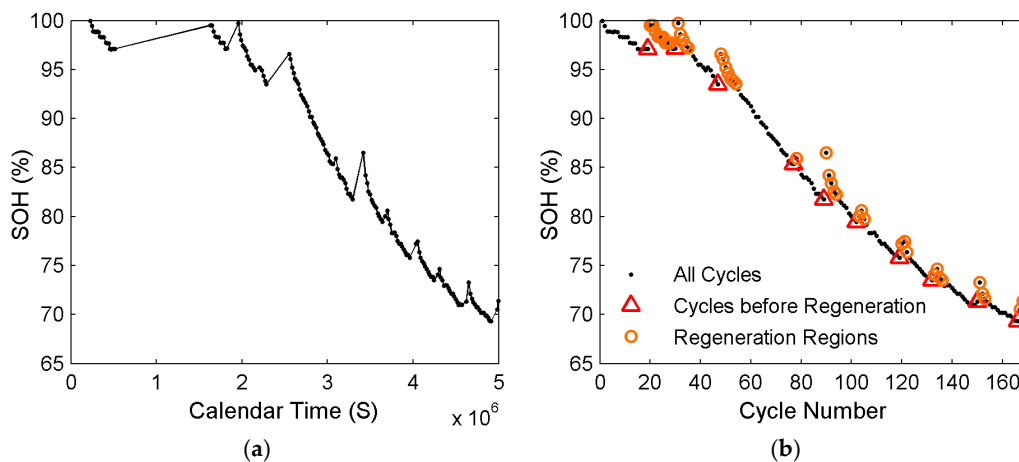 100
95
90
85
80
75
70
65
SOH (%)
0 1 2 3 4 5
x 10^6
Calendar Time (S)
(a)
100
95
90
85
80
75
70
65
SOH (%)
All Cycles
Cycles before Regeneration
Regeneration Regions
0 20 40 60 80 100 120 140 160
Cycle Number
(b)